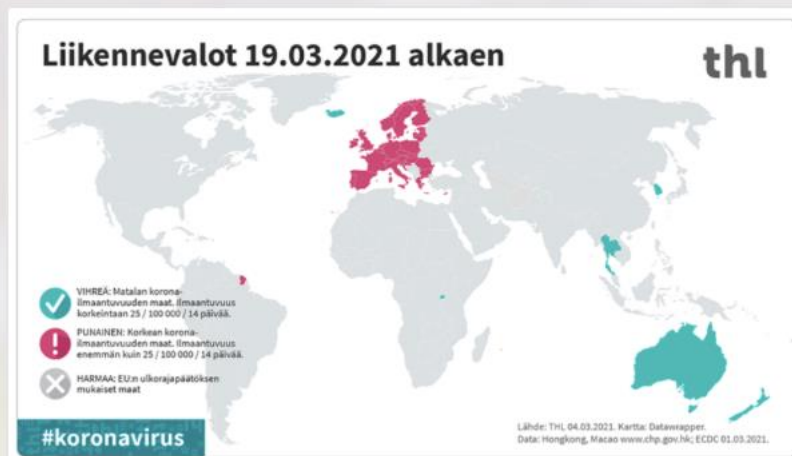 Liikennevalot 19.03.2021 alkaen
thl
VIHREÄ: Matalan korona-
ilmaantuvuuden maat. Ilmaantuvuus
korkeintaan 25 / 100 000 / 14 päivää.
PUNAINEN: Korkean korona-
ilmaantuvuuden maat. Ilmaantuvuus
enemmän kuin 25 / 100 000 / 14 päivää.
HARMAA: EU:n ulkorajapäätöksen
mukaiset maat
#koronavirus
Lähde: THL 04.03.2021. Kartta: Datawrapper.
Data: Hongkong, Macao www.chp.gov.hk; ECDC 01.03.2021.